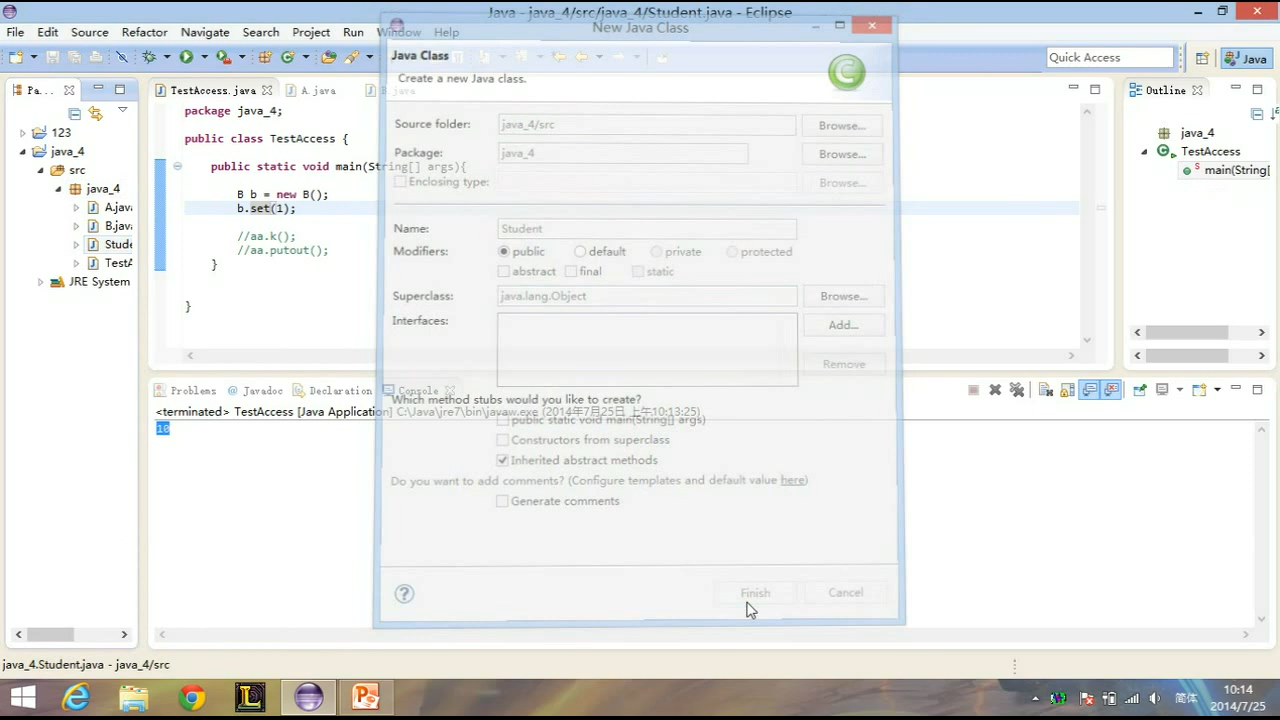 Java - java_4/src/java_4/Student.java - Eclipse
File Edit Source Refactor Navigate Search Project Run Window Help
New Java Class
Quick Access
Java
Java Class
Create a new Java class.
Pa...
TestAccess.java
A.java
Outline
package java_4;
public class TestAccess {
public static void main(String[] args){
B b = new B();
b.set(1);
//aa.k();
//aa.putout();
}
}
123
java_4
src
java_4
A.java
B.java
Stude
TestA
JRE System
java_4
TestAccess
main(String[]
Source folder: java_4/src Browse...
Package: java_4 Browse...
Enclosing type: Browse...
Name: Student
Modifiers: public default private protected
abstract final static
Superclass: java.lang.Object Browse...
Interfaces: Add...
Remove
Problems @ Javadoc Declaration Console
Which method stubs would you like to create?
<terminated> TestAccess [Java Application] C:\Java\jre7\bin\javaw.exe (2014年7月25日 上午10:13:25)
public static void main(String[] args)
10
Constructors from superclass
Inherited abstract methods
Do you want to add comments? (Configure templates and default value here)
Generate comments
? Finish Cancel
java_4.Student.java - java_4/src
简体
10:14
2014/7/25